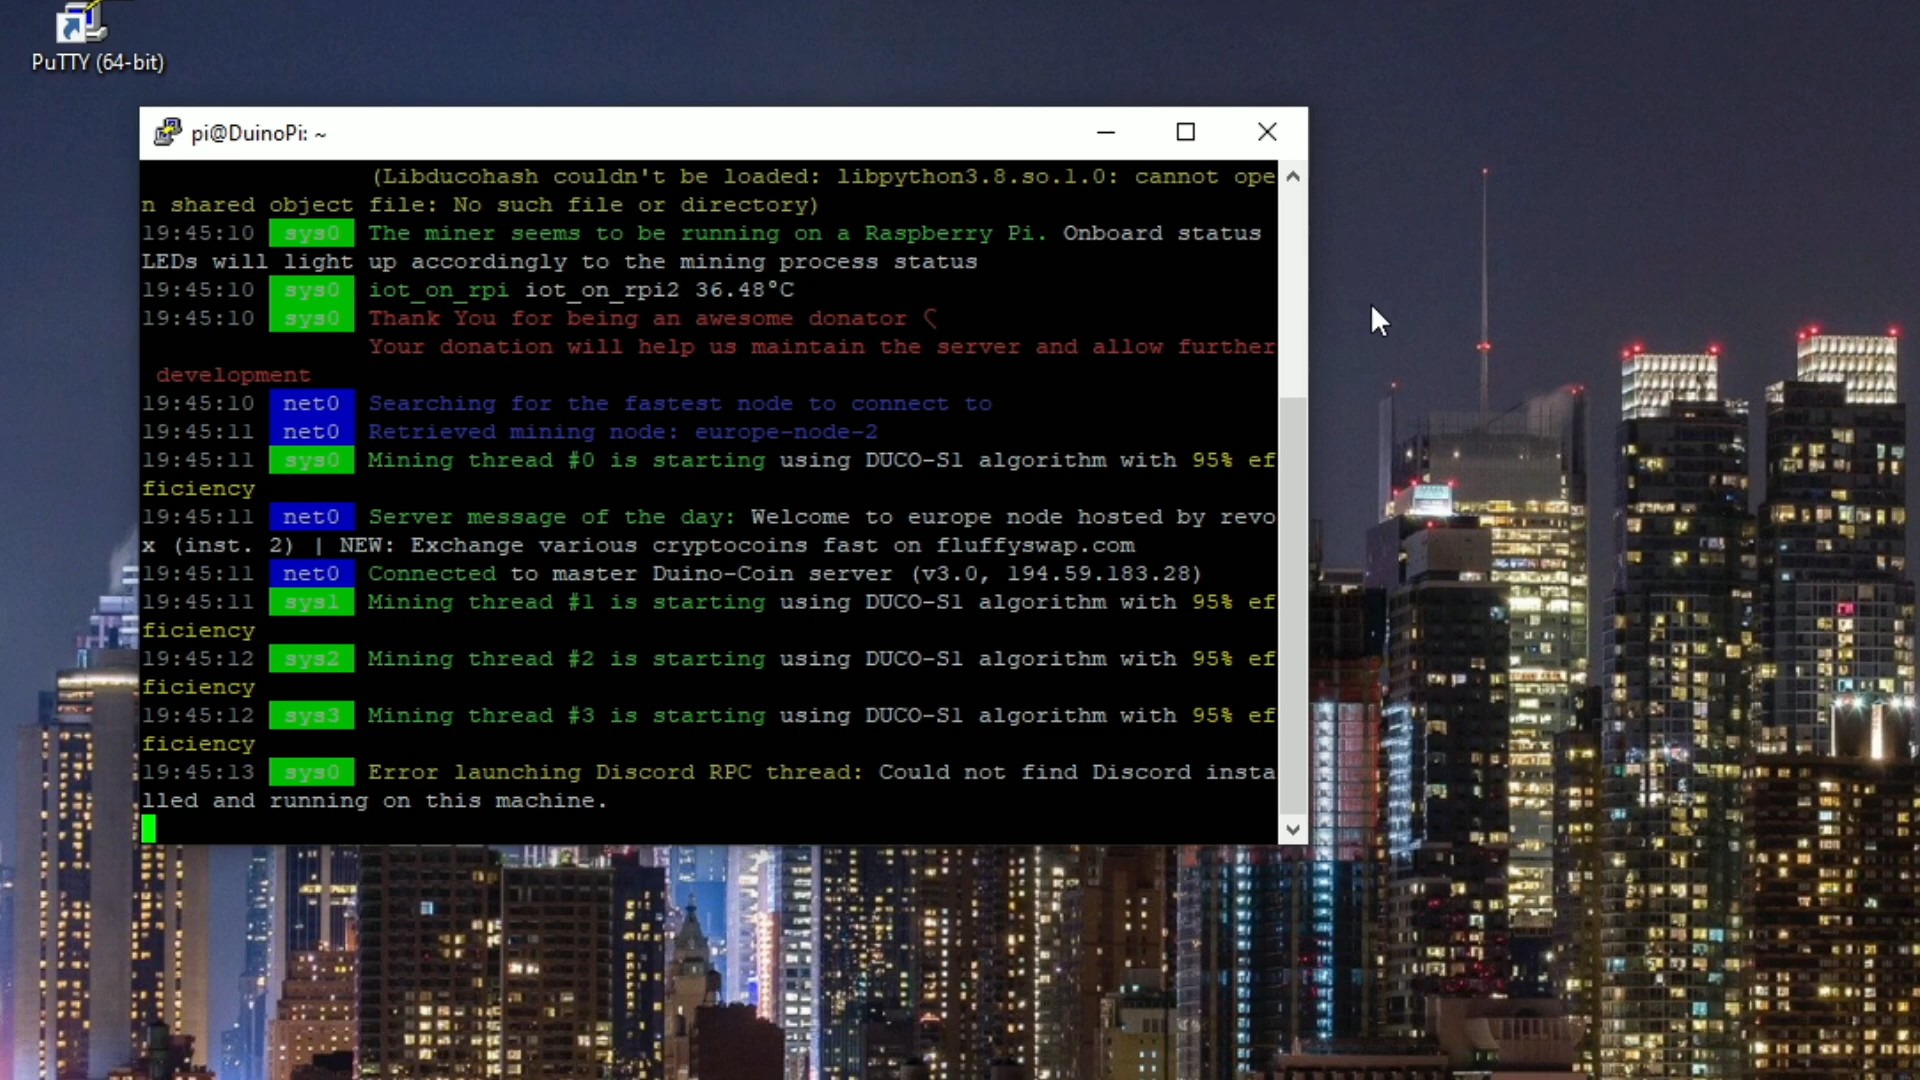 PuTTY (64-bit)
pi@DuinoPi: ~
(Libducohash couldn't be loaded: libpython3.8.so.1.0: cannot ope
n shared object file: No such file or directory)
19:45:10 sys0 The miner seems to be running on a Raspberry Pi. Onboard status
LEDs will light up accordingly to the mining process status
19:45:10 sys0 iot_on_rpi iot_on_rpi2 36.48°C
19:45:10 sys0 Thank You for being an awesome donator
Your donation will help us maintain the server and allow further
development
19:45:10 net0 Searching for the fastest node to connect to
19:45:11 net0 Retrieved mining node: europe-node-2
19:45:11 sys0 Mining thread #0 is starting using DUCO-S1 algorithm with 95% ef
ficiency
19:45:11 net0 Server message of the day: Welcome to europe node hosted by revo
x (inst. 2) | NEW: Exchange various cryptocoins fast on fluffyswap.com
19:45:11 net0 Connected to master Duino-Coin server (v3.0, 194.59.183.28)
19:45:11 sys1 Mining thread #1 is starting using DUCO-S1 algorithm with 95% ef
ficiency
19:45:12 sys2 Mining thread #2 is starting using DUCO-S1 algorithm with 95% ef
ficiency
19:45:12 sys3 Mining thread #3 is starting using DUCO-S1 algorithm with 95% ef
ficiency
19:45:13 sys0 Error launching Discord RPC thread: Could not find Discord insta
lled and running on this machine.